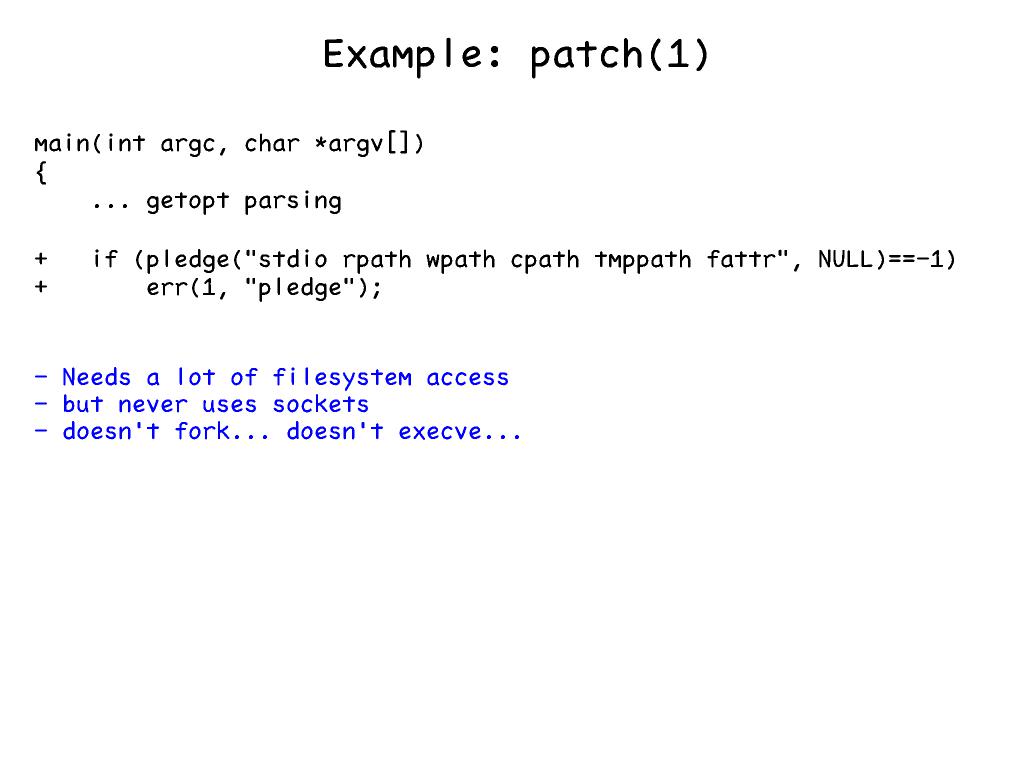 Example: patch(1)
main(int argc, char *argv[])
{
... getopt parsing
+ if (pledge("stdio rpath wpath cpath tmppath fattr", NULL)==-1)
+ err(1, "pledge");
- Needs a lot of filesystem access
- but never uses sockets
- doesn't fork... doesn't execve...